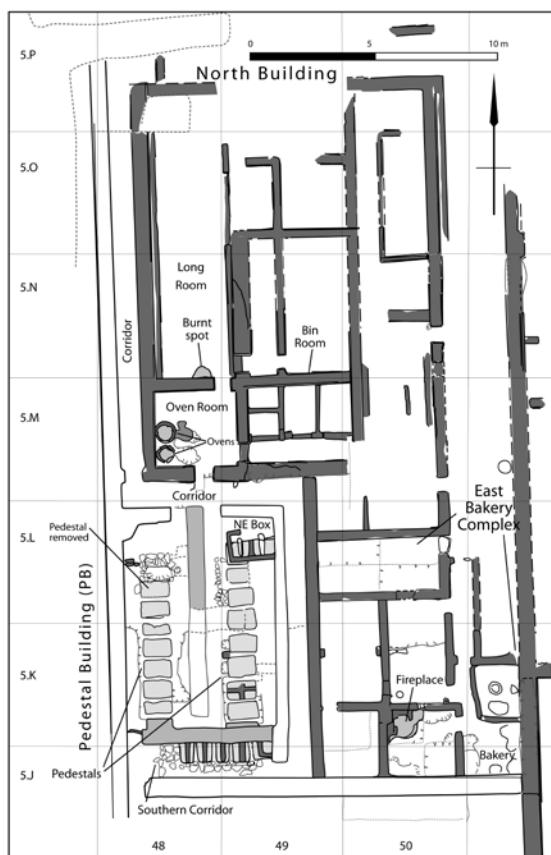 5.P
0
5
10 m
North Building
5.O
5.N
Long
Room
Corridor
Burnt
spot
Bin
Room
5.M
Oven Room
Ovens
Corridor
East
Bakery
Complex
5.L
Pedestal
removed
NE Box
Pedestal Building (PB)
5.K
Fireplace
5.J
Pedestals
Bakery
Southern Corridor
48
49
50